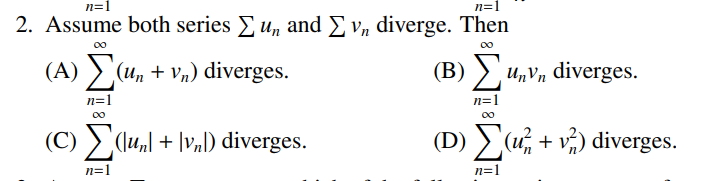 n=1 n=1
2. Assume both series ∑ uₙ and ∑ vₙ diverge. Then
(A) ∞∑n=1 (uₙ + vₙ) diverges. (B) ∞∑n=1 uₙvₙ diverges.
(C) ∞∑n=1 (|uₙ| + |vₙ|) diverges. (D) ∞∑n=1 (uₙ² + vₙ²) diverges.